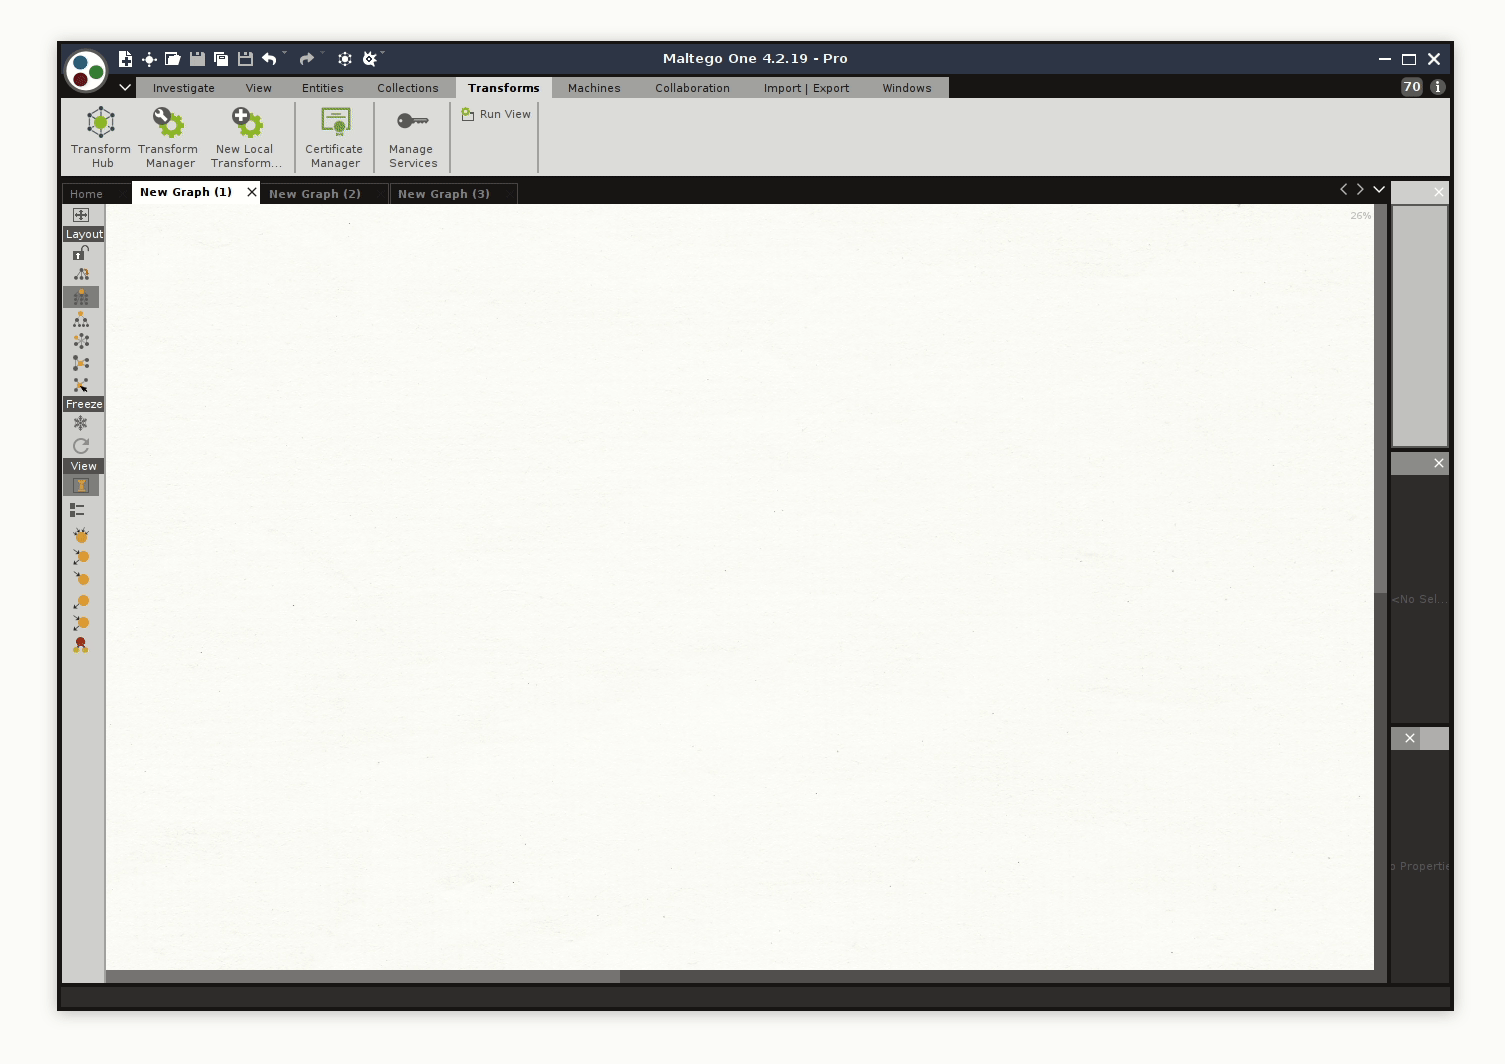 Maltego One 4.2.19 - Pro
Investigate View Entities Collections Transforms Machines Collaboration Import | Export Windows 70
Transform Hub
Transform Manager
New Local Transform...
Certificate Manager
Manage Services
Run View
Home New Graph (1) New Graph (2) New Graph (3)
26%
Layout
Freeze
View
<No Sel...
o Propertie